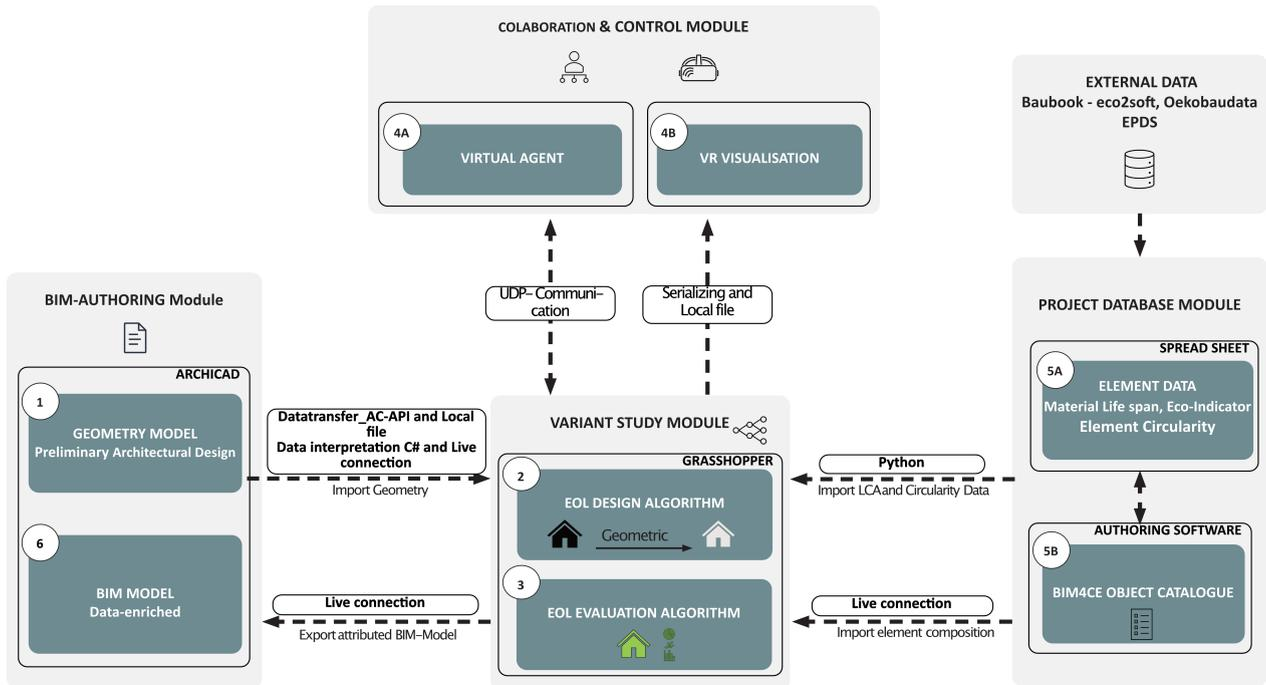 COLABORATION & CONTROL MODULE
4A
VIRTUAL AGENT
4B
VR VISUALISATION
EXTERNAL DATA
Baubook - eco2soft, Oekobaudata
EPDS
UDP– Communi–
cation
Serializing and
Local file
BIM-AUTHORING Module
ARCHICAD
1
GEOMETRY MODEL
Preliminary Architectural Design
6
BIM MODEL
Data-enriched
Datatransfer_AC-API and Local
file
Data interpretation C# and Live
connection
Import Geometry
Live connection
Export attributed BIM–Model
VARIANT STUDY MODULE
GRASSHOPPER
2
EOL DESIGN ALGORITHM
Geometric
3
EOL EVALUATION ALGORITHM
Python
Import LCA and Circularity Data
Live connection
Import element composition
PROJECT DATABASE MODULE
SPREAD SHEET
5A
ELEMENT DATA
Material Life span, Eco-Indicator
Element Circularity
AUTHORING SOFTWARE
5B
BIM4CE OBJECT CATALOGUE